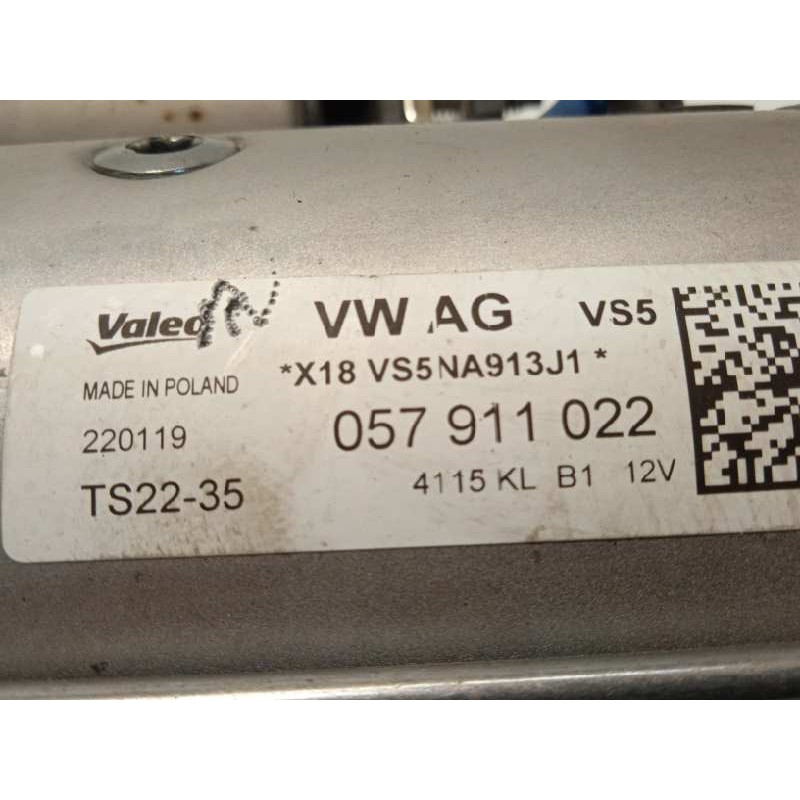 Valeo VW AG VS5
*X18 VS5NA913J1 *
MADE IN POLAND
220119 057 911 022
TS22-35 4115 KL B1 12V